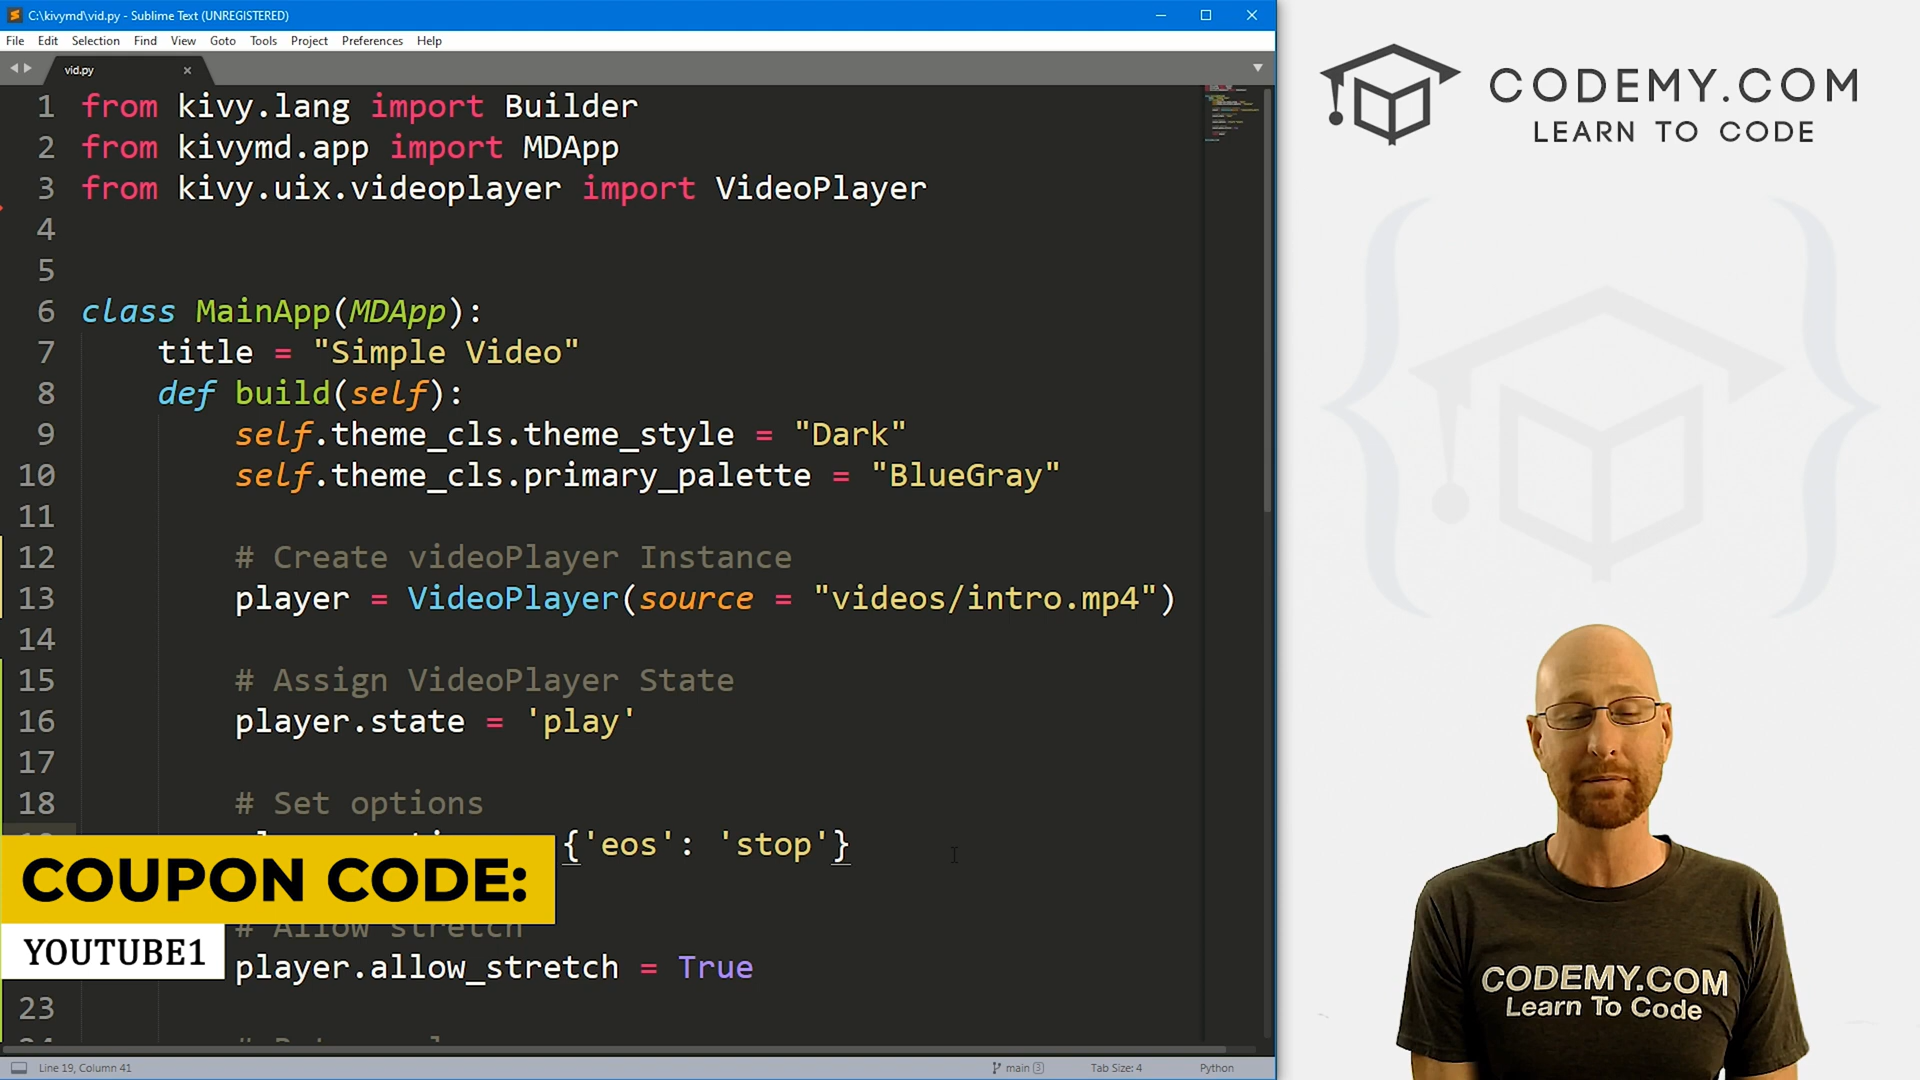 C:\kivymd\vid.py - Sublime Text (UNREGISTERED)
File Edit Selection Find View Goto Tools Project Preferences Help
vid.py
1 from kivy.lang import Builder
2 from kivymd.app import MDApp
3 from kivy.uix.videoplayer import VideoPlayer
4
5
6 class MainApp(MDApp):
7 title = "Simple Video"
8 def build(self):
9 self.theme_cls.theme_style = "Dark"
10 self.theme_cls.primary_palette = "BlueGray"
11
12 # Create videoPlayer Instance
13 player = VideoPlayer(source = "videos/intro.mp4")
14
15 # Assign VideoPlayer State
16 player.state = 'play'
17
18 # Set options
{'eos': 'stop'}
# Allow stretch
player.allow_stretch = True
23
COUPON CODE:
YOUTUBE1
Line 19, Column 41
main 3
Tab Size: 4
Python
CODEMY.COM
LEARN TO CODE
CODEMY.COM
Learn To Code